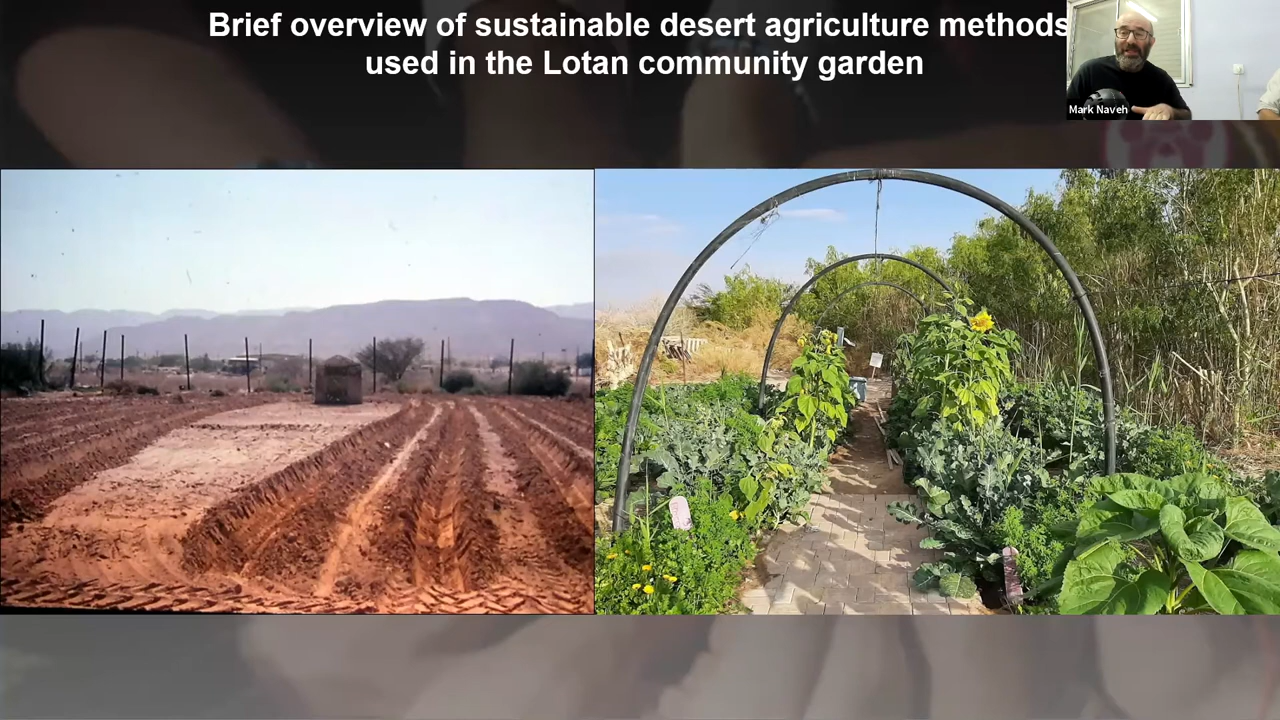 Brief overview of sustainable desert agriculture methods
used in the Lotan community garden
Mark Naveh